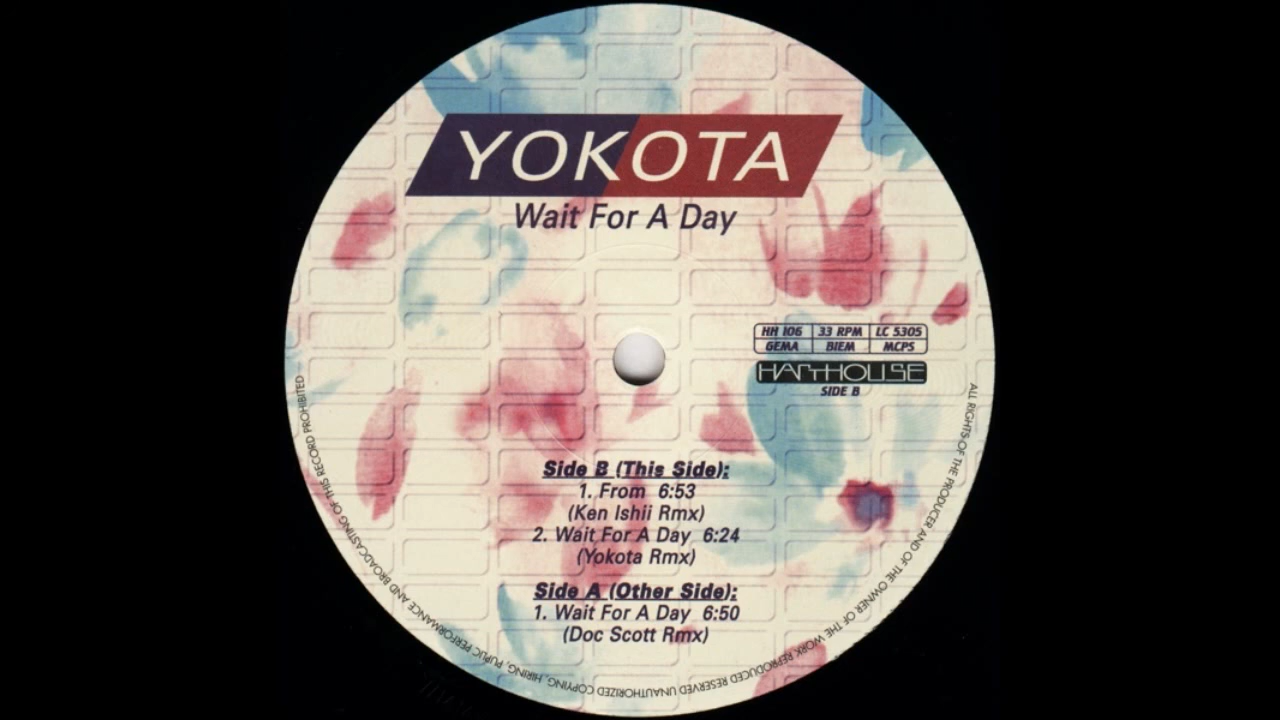 YOKOTA
Wait For A Day
HH 106 33 RPM LC 5305
GEMA BIEM MCPS
HARTHOUSE
SIDE B
Side B (This Side):
1. From 6:53
(Ken Ishii Rmx)
2. Wait For A Day 6:24
(Yokota Rmx)
Side A (Other Side):
1. Wait For A Day 6:50
(Doc Scott Rmx)
ALL RIGHTS OF THE PRODUCER AND OF THE OWNER OF THE WORK REPRODUCED RESERVED UNAUTHORIZED COPYING, HIRING, PUPLIC PERFORMANCE AND BROADCASTING OF THIS RECORD PROHIBITED